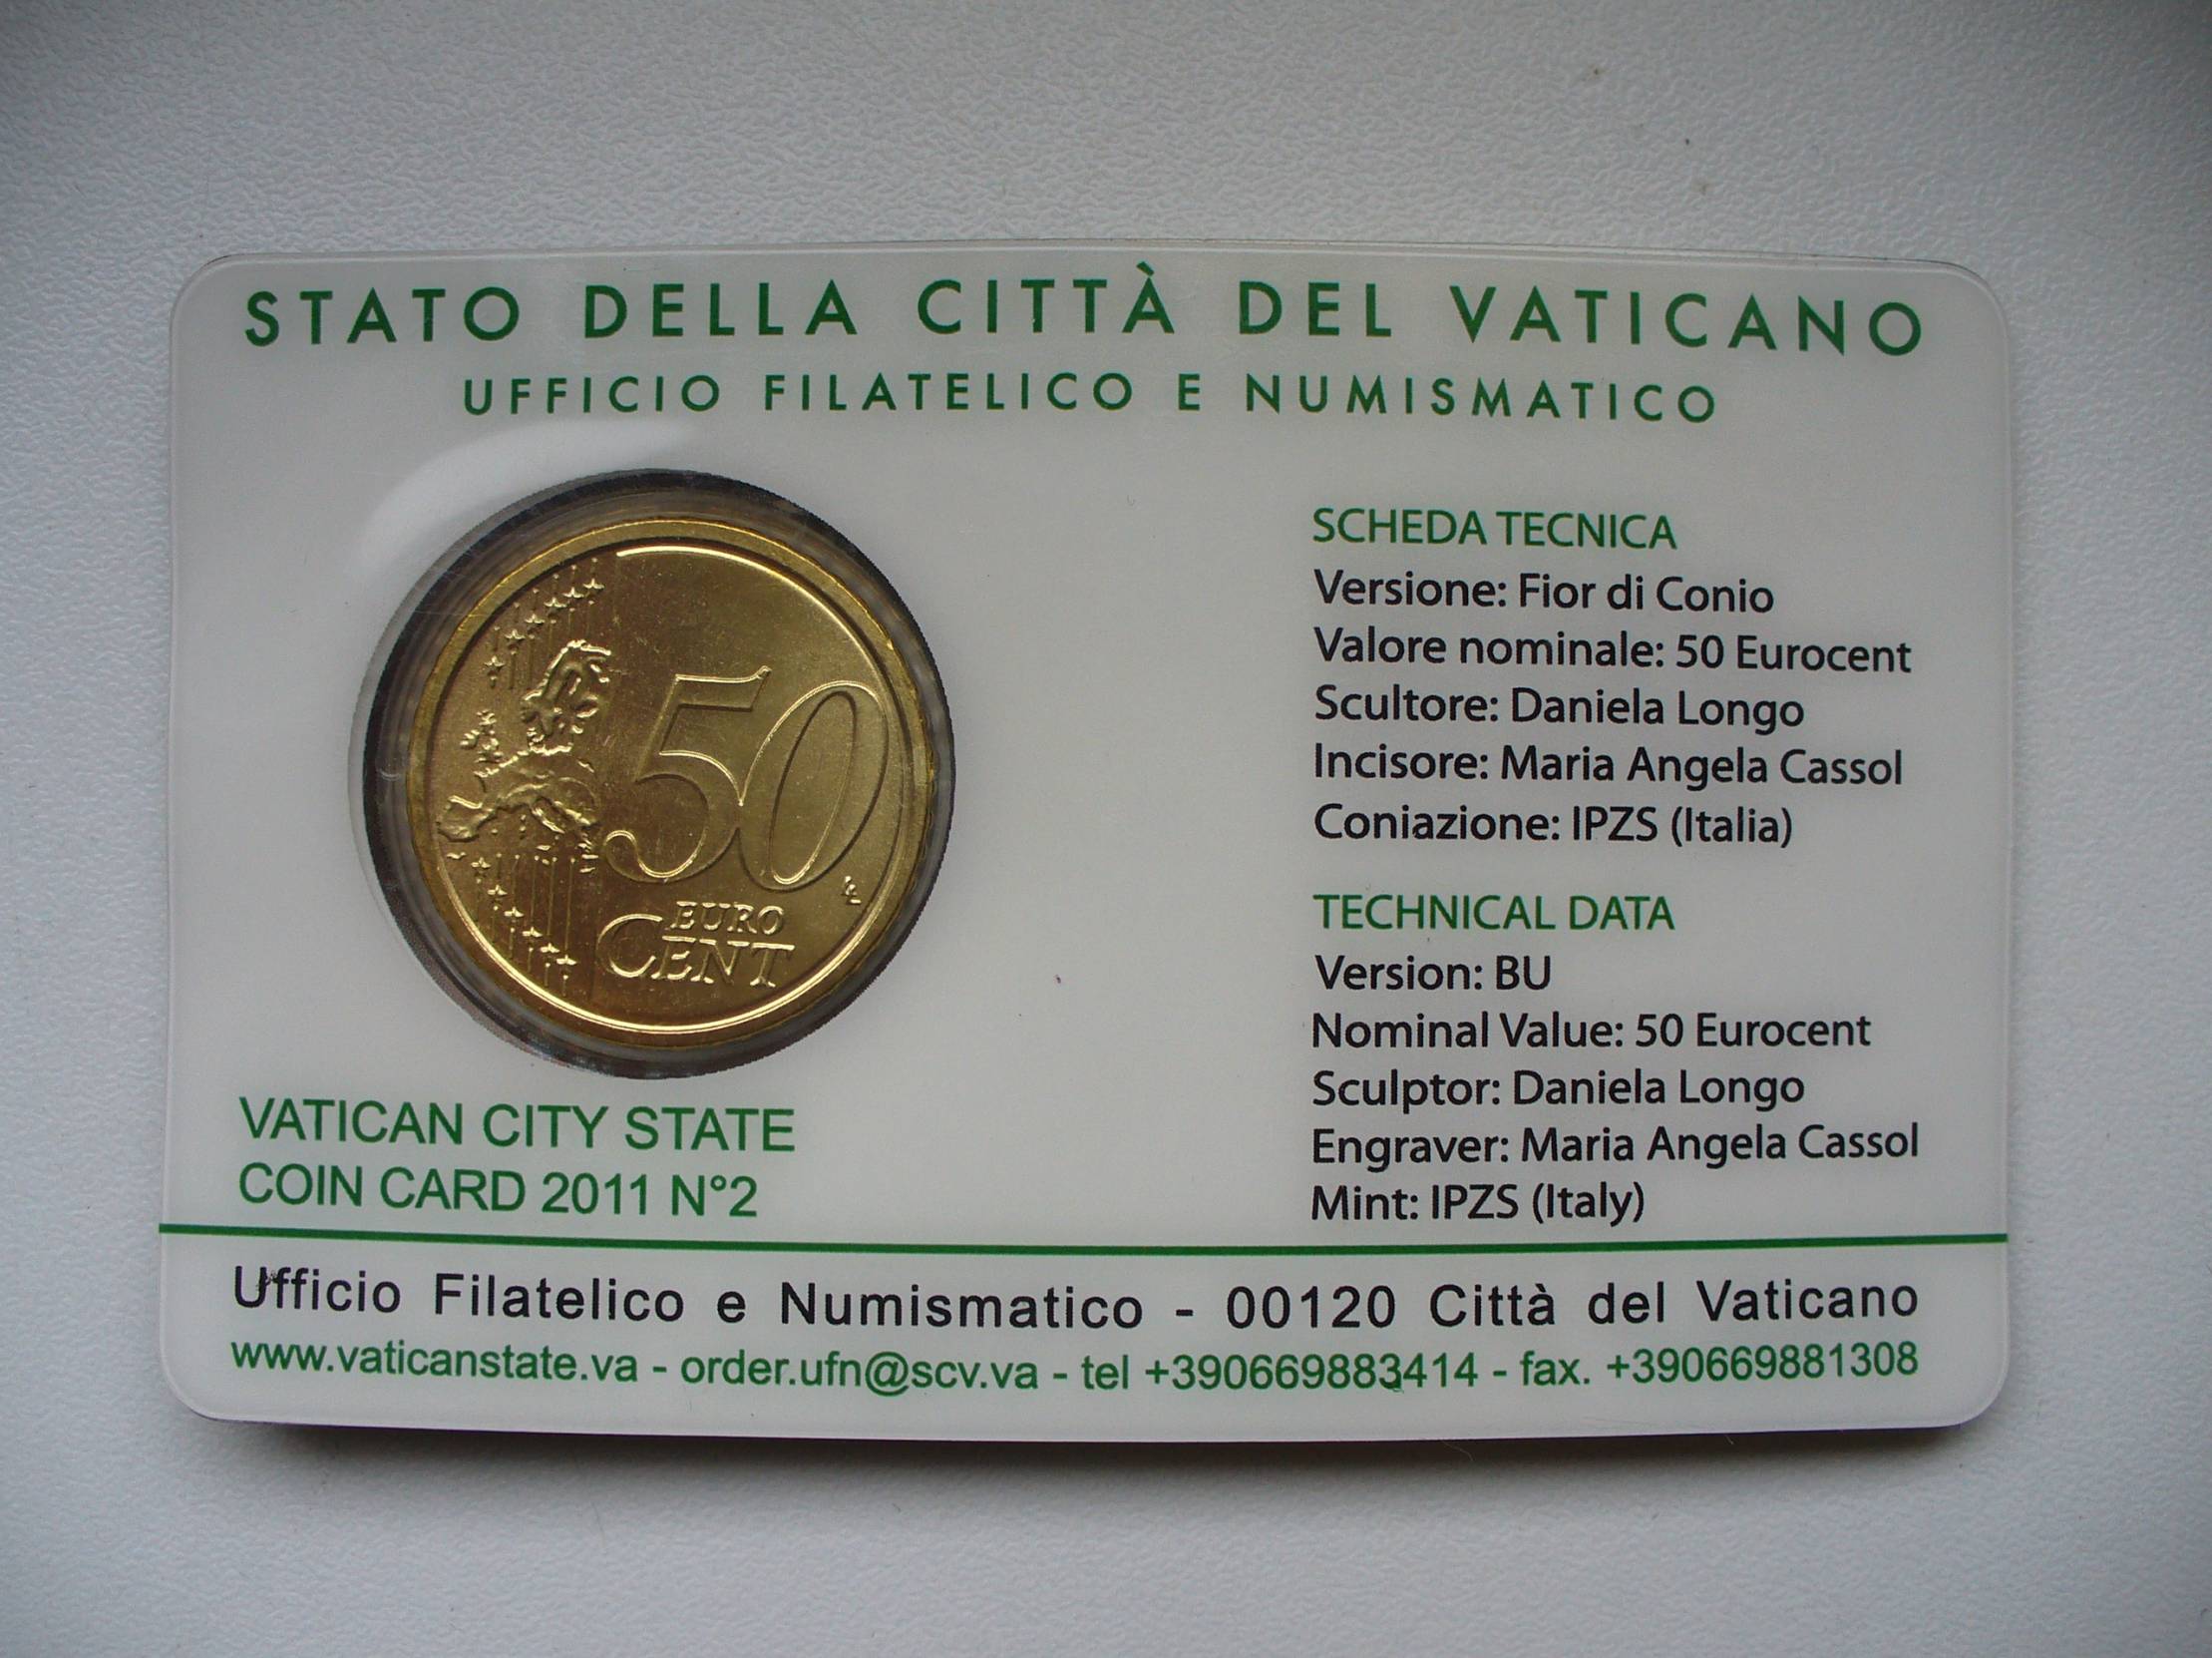 STATO DELLA CITTÀ DEL VATICANO
UFFICIO FILATELICO E NUMISMATICO
50
EURO
CENT
LL
VATICAN CITY STATE
COIN CARD 2011 N°2
SCHEDA TECNICA
Versione: Fior di Conio
Valore nominale: 50 Eurocent
Scultore: Daniela Longo
Incisore: Maria Angela Cassol
Coniazione: IPZS (Italia)
TECHNICAL DATA
Version: BU
Nominal Value: 50 Eurocent
Sculptor: Daniela Longo
Engraver: Maria Angela Cassol
Mint: IPZS (Italy)
Ufficio Filatelico e Numismatico - 00120 Città del Vaticano
www.vaticanstate.va - order.ufn@scv.va - tel +390669883414 - fax. +390669881308